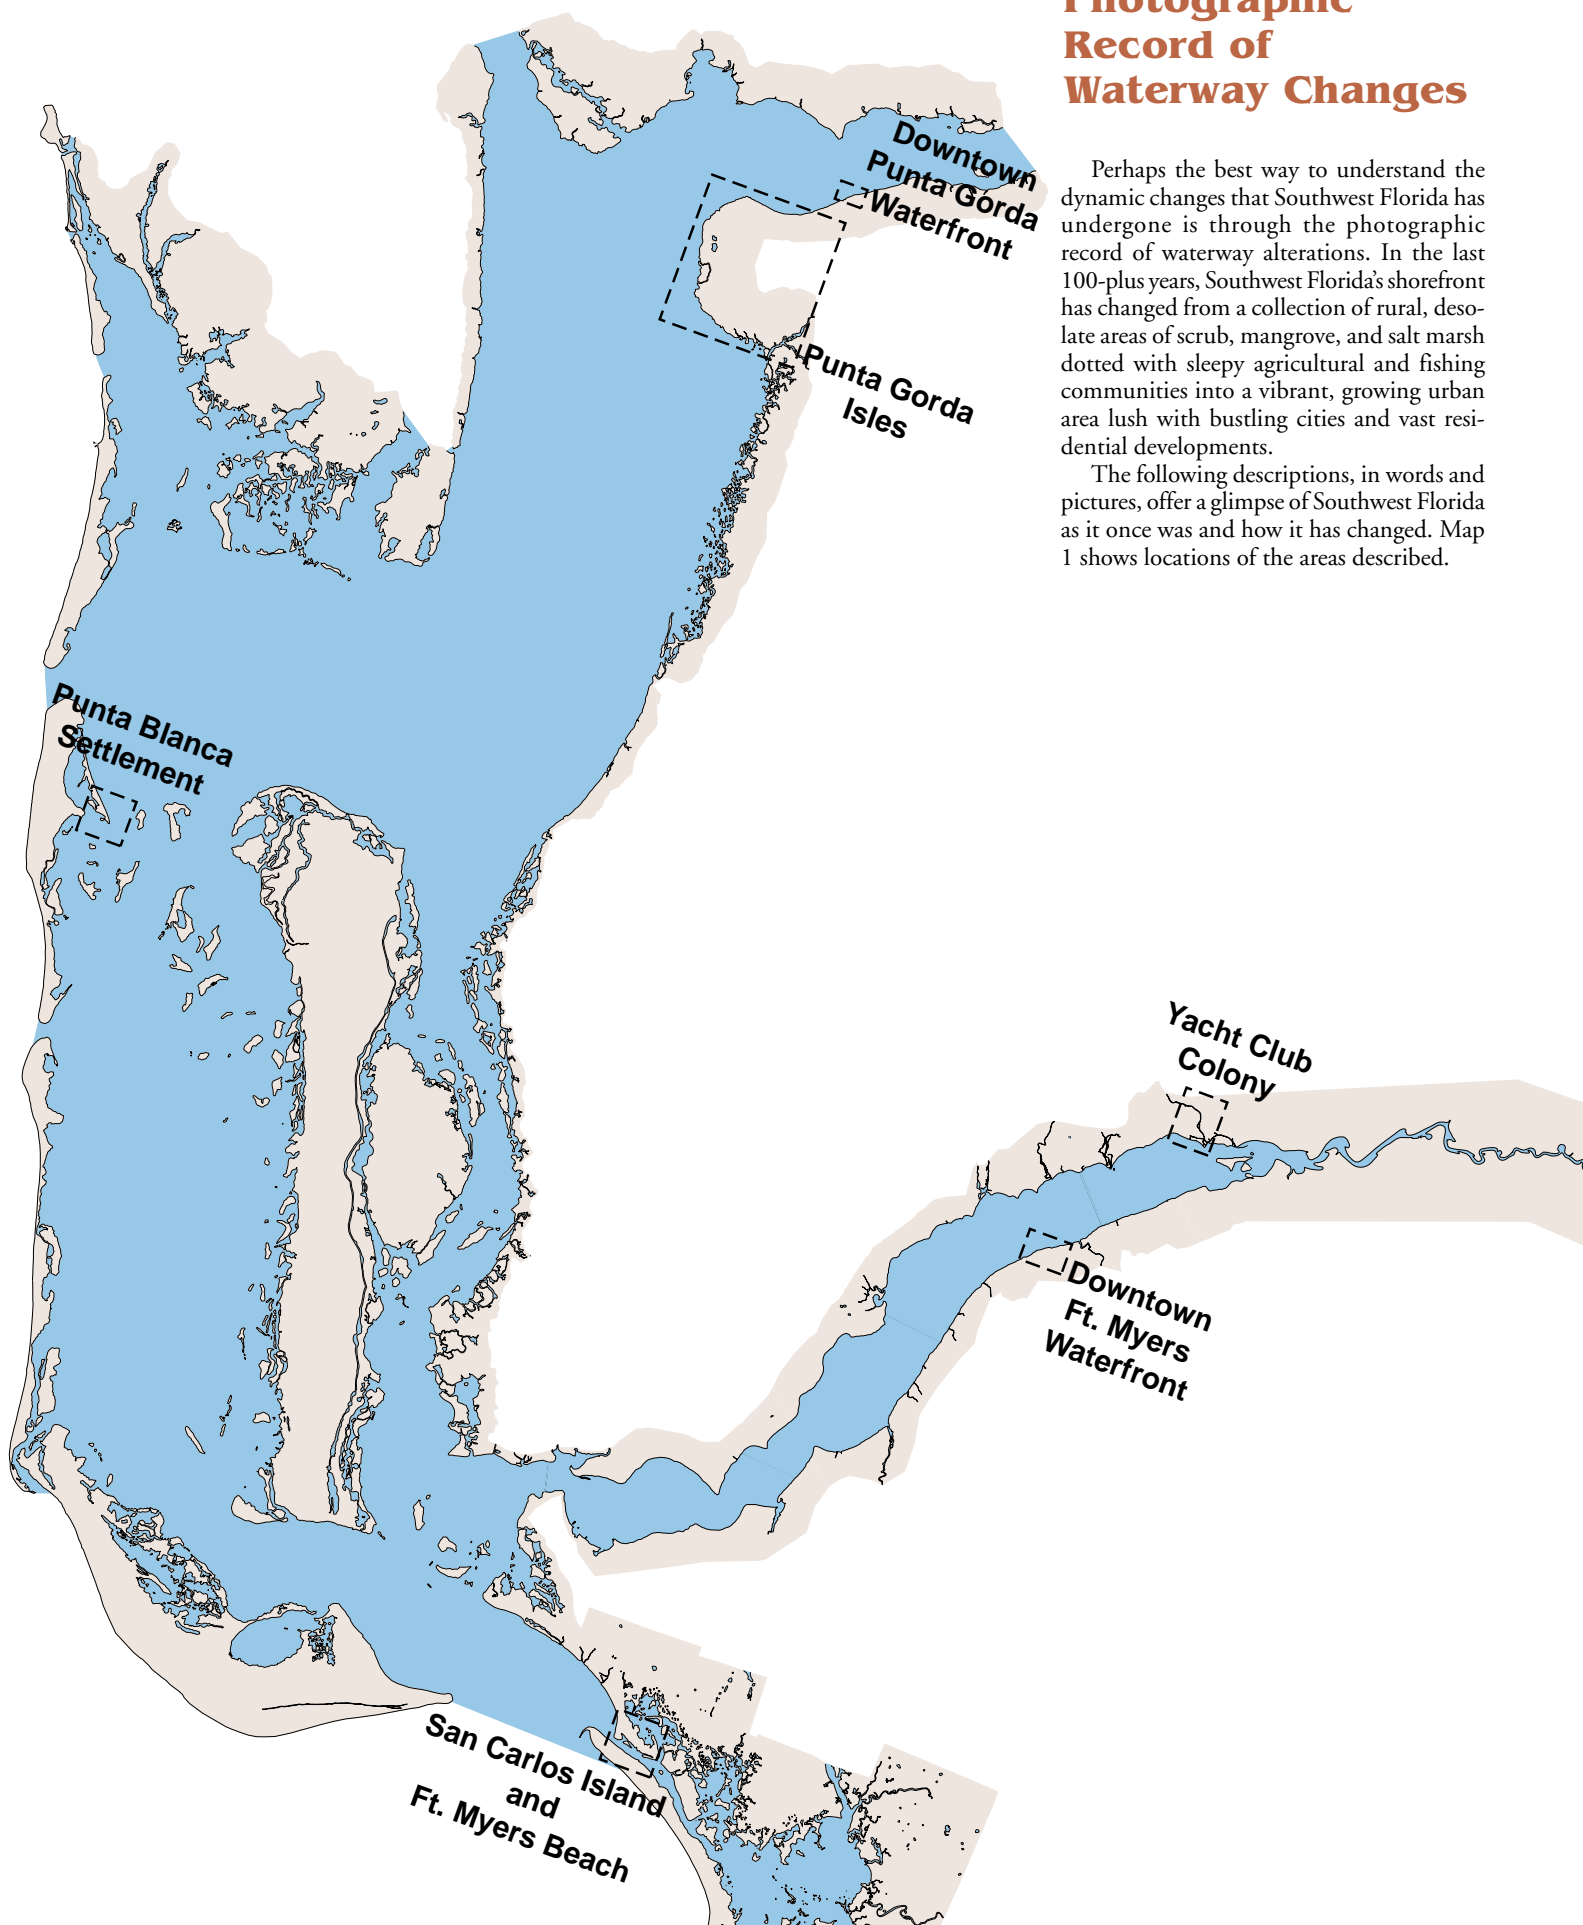 Photographic
Record of
Waterway Changes
Perhaps the best way to understand the
dynamic changes that Southwest Florida has
undergone is through the photographic
record of waterway alterations. In the last
100-plus years, Southwest Florida's shorefront
has changed from a collection of rural, deso-
late areas of scrub, mangrove, and salt marsh
dotted with sleepy agricultural and fishing
communities into a vibrant, growing urban
area lush with bustling cities and vast resi-
dential developments.
The following descriptions, in words and
pictures, offer a glimpse of Southwest Florida
as it once was and how it has changed. Map
1 shows locations of the areas described.
Downtown
Punta Gorda
Waterfront
Punta Gorda
Isles
Punta Blanca
Settlement
Yacht Club
Colony
Downtown
Ft. Myers
Waterfront
San Carlos Island
and
Ft. Myers Beach